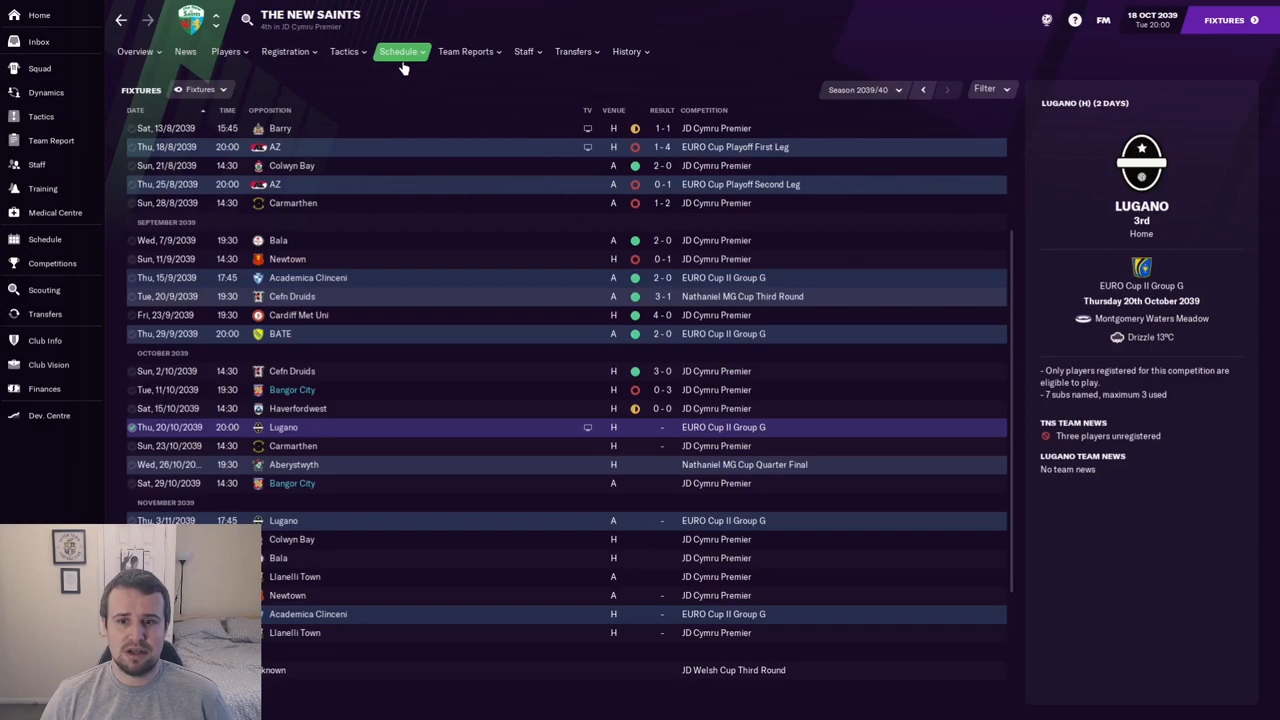 THE NEW SAINTS
4th in JD Cymru Premier
FM
18 OCT 2039
Tue 20:00
FIXTURES
Home
Inbox
Squad
Dynamics
Tactics
Team Report
Staff
Training
Medical Centre
Schedule
Competitions
Scouting
Transfers
Club Info
Club Vision
Finances
Dev. Centre
Overview News Players Registration Tactics Schedule Team Reports Staff Transfers History
FIXTURES Fixtures Season 2039/40 Filter
DATE TIME OPPOSITION TV VENUE RESULT COMPETITION
Sat, 13/8/2039 15:45 Barry H 1 - 1 JD Cymru Premier
Thu, 18/8/2039 20:00 AZ H 1 - 4 EURO Cup Playoff First Leg
Sun, 21/8/2039 14:30 Colwyn Bay A 2 - 0 JD Cymru Premier
Thu, 25/8/2039 20:00 AZ A 0 - 1 EURO Cup Playoff Second Leg
Sun, 28/8/2039 14:30 Carmarthen A 1 - 2 JD Cymru Premier
SEPTEMBER 2039
Wed, 7/9/2039 19:30 Bala A 2 - 0 JD Cymru Premier
Sun, 11/9/2039 14:30 Newtown H 0 - 1 JD Cymru Premier
Thu, 15/9/2039 17:45 Academica Clinceni A 2 - 0 EURO Cup II Group G
Tue, 20/9/2039 19:30 Cefn Druids A 3 - 1 Nathaniel MG Cup Third Round
Fri, 23/9/2039 19:30 Cardiff Met Uni H 4 - 0 JD Cymru Premier
Thu, 29/9/2039 20:00 BATE A 2 - 0 EURO Cup II Group G
OCTOBER 2039
Sun, 2/10/2039 14:30 Cefn Druids H 3 - 0 JD Cymru Premier
Tue, 11/10/2039 19:30 Bangor City H 0 - 3 JD Cymru Premier
Sat, 15/10/2039 14:30 Haverfordwest H 0 - 0 JD Cymru Premier
Thu, 20/10/2039 20:00 Lugano H - EURO Cup II Group G
Sun, 23/10/2039 14:30 Carmarthen H - JD Cymru Premier
Wed, 26/10/20... 19:30 Aberystwyth H Nathaniel MG Cup Quarter Final
Sat, 29/10/2039 14:30 Bangor City A - JD Cymru Premier
NOVEMBER 2039
Thu, 3/11/2039 17:45 Lugano A - EURO Cup II Group G
Colwyn Bay H - JD Cymru Premier
Bala H - JD Cymru Premier
Llanelli Town A - JD Cymru Premier
Newtown A - JD Cymru Premier
Academica Clinceni H - EURO Cup II Group G
Llanelli Town H - JD Cymru Premier
known JD Welsh Cup Third Round
LUGANO (H) (2 DAYS)
LUGANO
3rd
Home
EURO Cup II Group G
Thursday 20th October 2039
Montgomery Waters Meadow
Drizzle 13ºC
- Only players registered for this competition are
eligible to play.
- 7 subs named, maximum 3 used
TNS TEAM NEWS
Three players unregistered
LUGANO TEAM NEWS
No team news